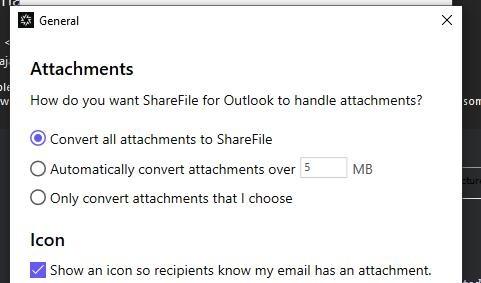 General
Attachments
How do you want ShareFile for Outlook to handle attachments?
Convert all attachments to ShareFile
Automatically convert attachments over 5 MB
Only convert attachments that I choose
Icon
Show an icon so recipients know my email has an attachment.